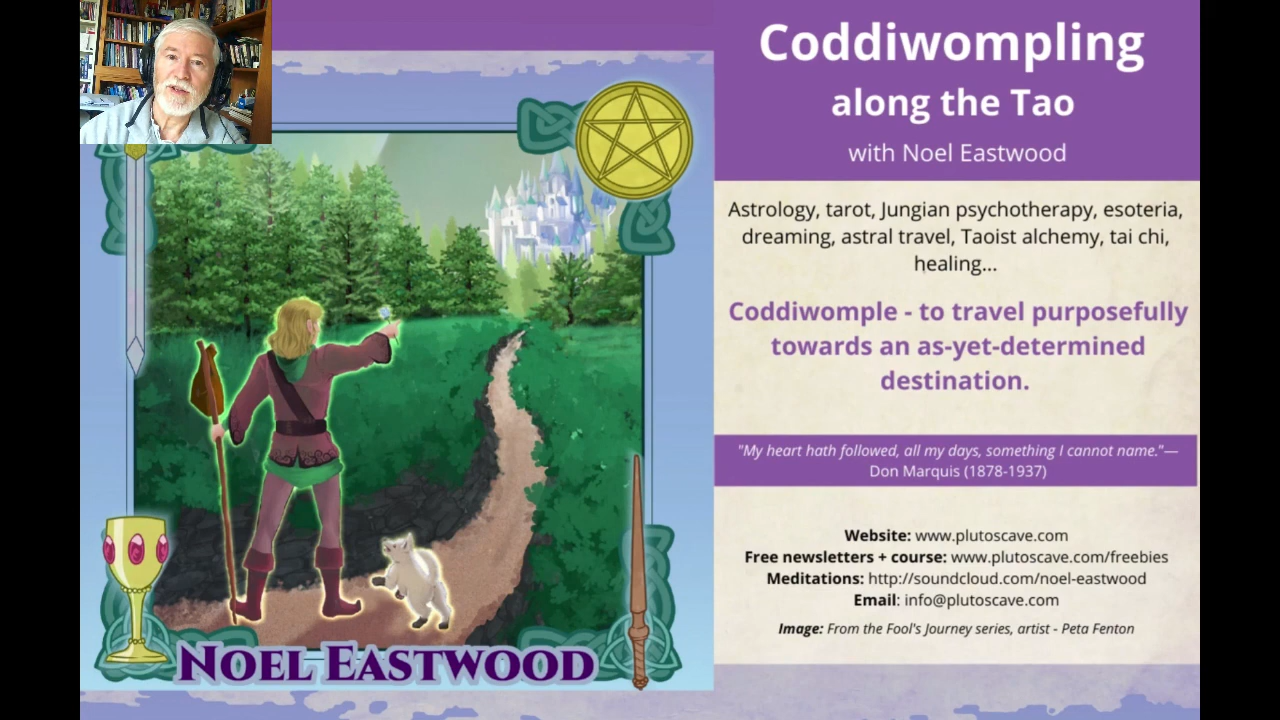 NOEL EASTWOOD
Coddiwompling
along the Tao
with Noel Eastwood
Astrology, tarot, Jungian psychotherapy, esoteria,
dreaming, astral travel, Taoist alchemy, tai chi,
healing...
Coddiwomple - to travel purposefully
towards an as-yet-determined
destination.
"My heart hath followed, all my days, something I cannot name."—
Don Marquis (1878-1937)
Website: www.plutoscave.com
Free newsletters + course: www.plutoscave.com/freebies
Meditations: http://soundcloud.com/noel-eastwood
Email: info@plutoscave.com
Image: From the Fool's Journey series, artist - Peta Fenton